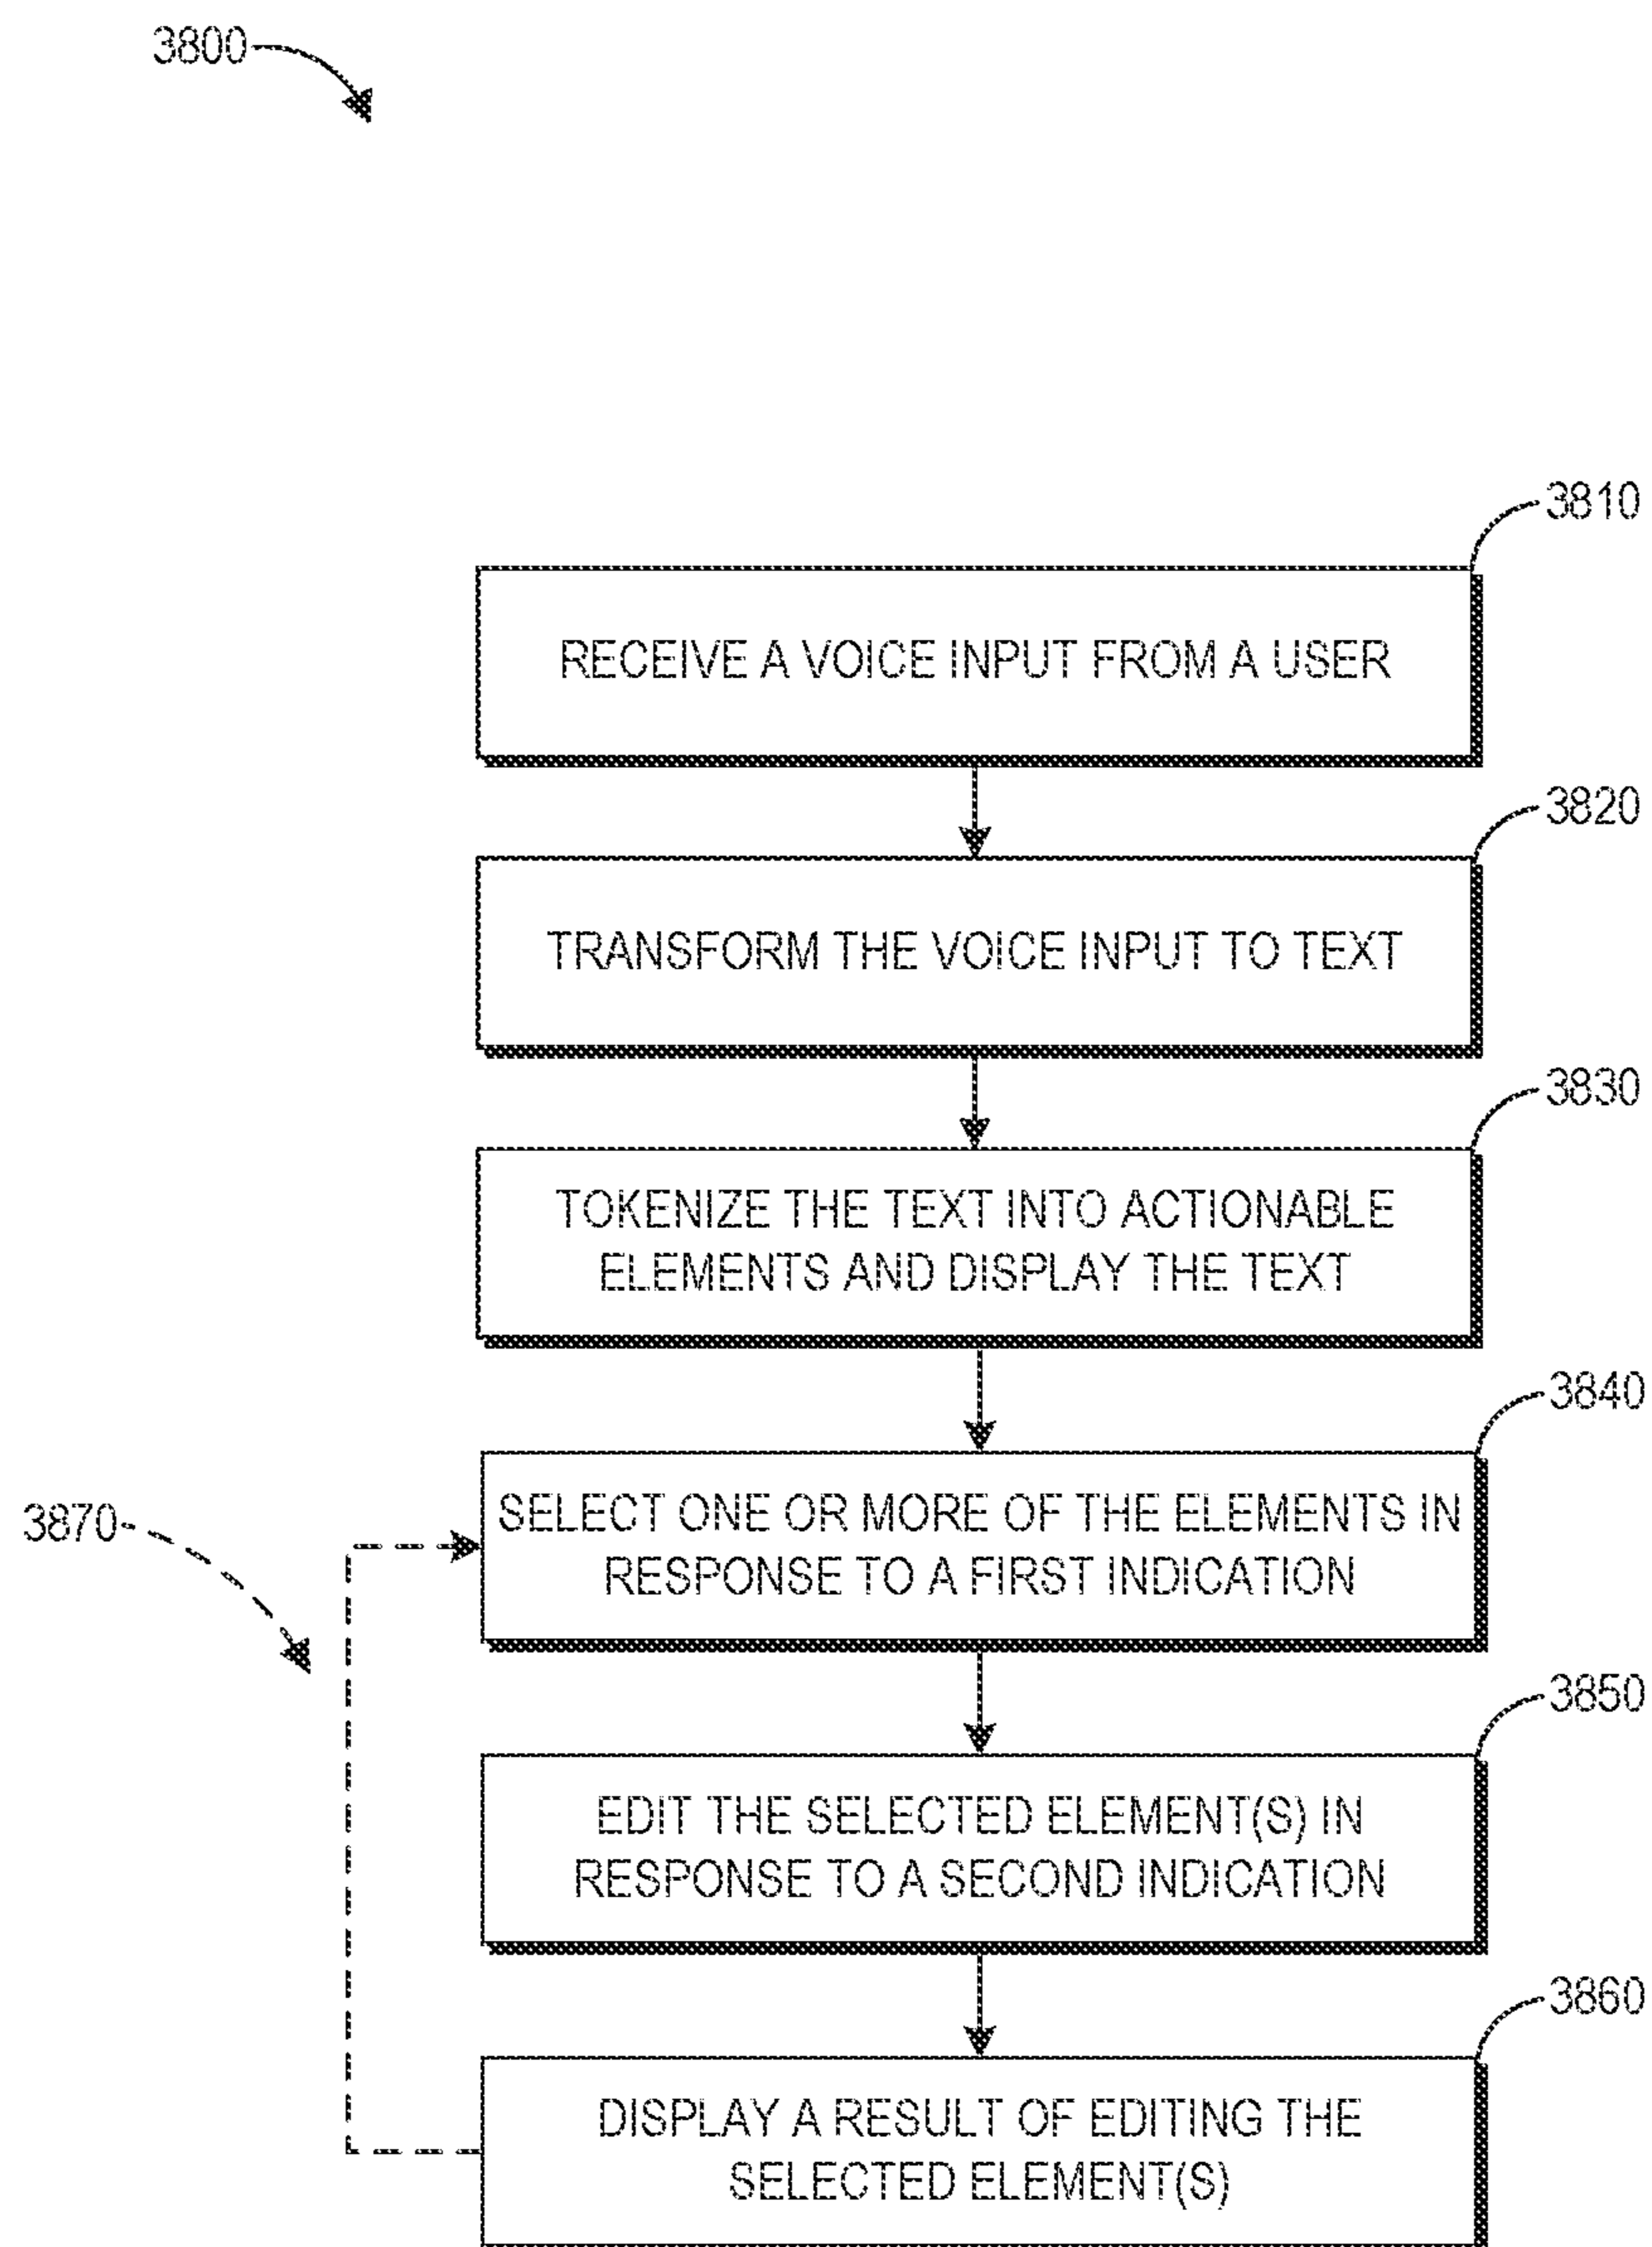 3800
3810
RECEIVE A VOICE INPUT FROM A USER
3820
TRANSFORM THE VOICE INPUT TO TEXT
3830
TOKENIZE THE TEXT INTO ACTIONABLE
ELEMENTS AND DISPLAY THE TEXT
3840
SELECT ONE OR MORE OF THE ELEMENTS IN
RESPONSE TO A FIRST INDICATION
3870
3850
EDIT THE SELECTED ELEMENT(S) IN
RESPONSE TO A SECOND INDICATION
3860
DISPLAY A RESULT OF EDITING THE
SELECTED ELEMENT(S)